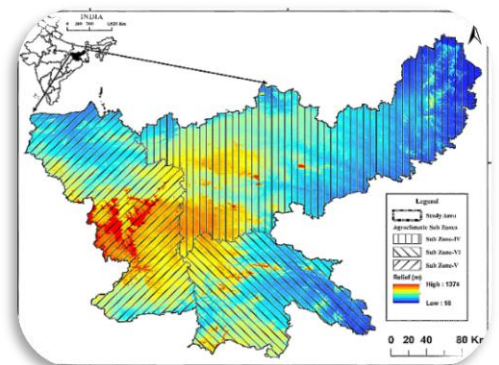 INDIA
Legend
Study Area
Agroclimatic Sub Zones
Sub Zone-IV
Sub Zone-VI
Sub Zone-V
Relief (m)
High : 1374
Low : 16
0 20 40 80 Km